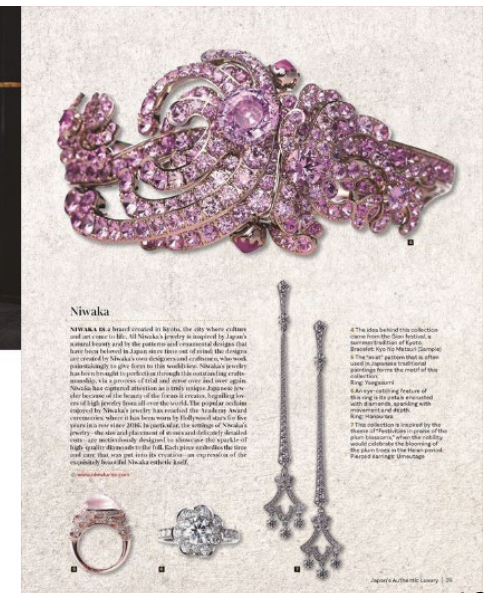 4
Niwaka
NIWAKA IS a brand created in Kyoto, the city where culture
and art come to life. All Niwaka's jewelry is inspired by Japan's
natural beauty and by the patterns and ornamental designs that
have been beloved in Japan since time out of mind; the designs
are created by Niwaka's own designers and craftsmen, who work
painstakingly to give form to this worldview. Niwaka's jewelry
has been brought to perfection through this outstanding crafts-
manship, via a process of trial and error over and over again.
Niwaka has captured attention as a truly unique Japanese jew-
eler because of the beauty of the forms it creates,
ers of high jewelry from all over the world. The popular acclaim
enjoyed by Niwaka's jewelry has reached the Academy Award
ceremonies, where it has been worn by Hollywood stars for five
years in a row since 2016. In particular, the settings of Niwaka's
jewelry—the size and placement of stones and delicately detailed
cuts—are meticulously designed to showcase the sparkle of
high-quality diamonds to the full. Each piece embodies the time
and care that was put into its creation—an expression of the
exquisitely beautiful Niwaka esthetic itself.
www.niwaka.com
4 The idea behind this collection
came from the Gion festival, a
summer tradition of Kyoto.
Bracelet: Kyo No Matsuri (Sample)
5 The pattern that is often
used in Japanese traditional
paintings forms the motif of this
collection.
Ring:
6 An eye-catching feature of
this ring is its petals encrusted
with diamonds, sparkling with
movement and depth.
Ring: Hanaoura
7 This collection is inspired by the
theme of "Festivities in praise of the
plum blossoms," when the nobility
would celebrate the blooming of
the plum trees in the Heian period.
Pierced Earrings: Umeutage
5
6
7
Japan's Authentic Luxury